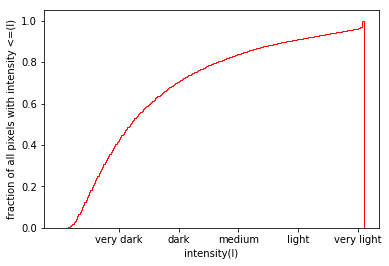 fraction of all pixels with intensity <=(I)
1.0
0.8
0.6
0.4
0.2
0.0
very dark dark medium light very light
intensity(I)